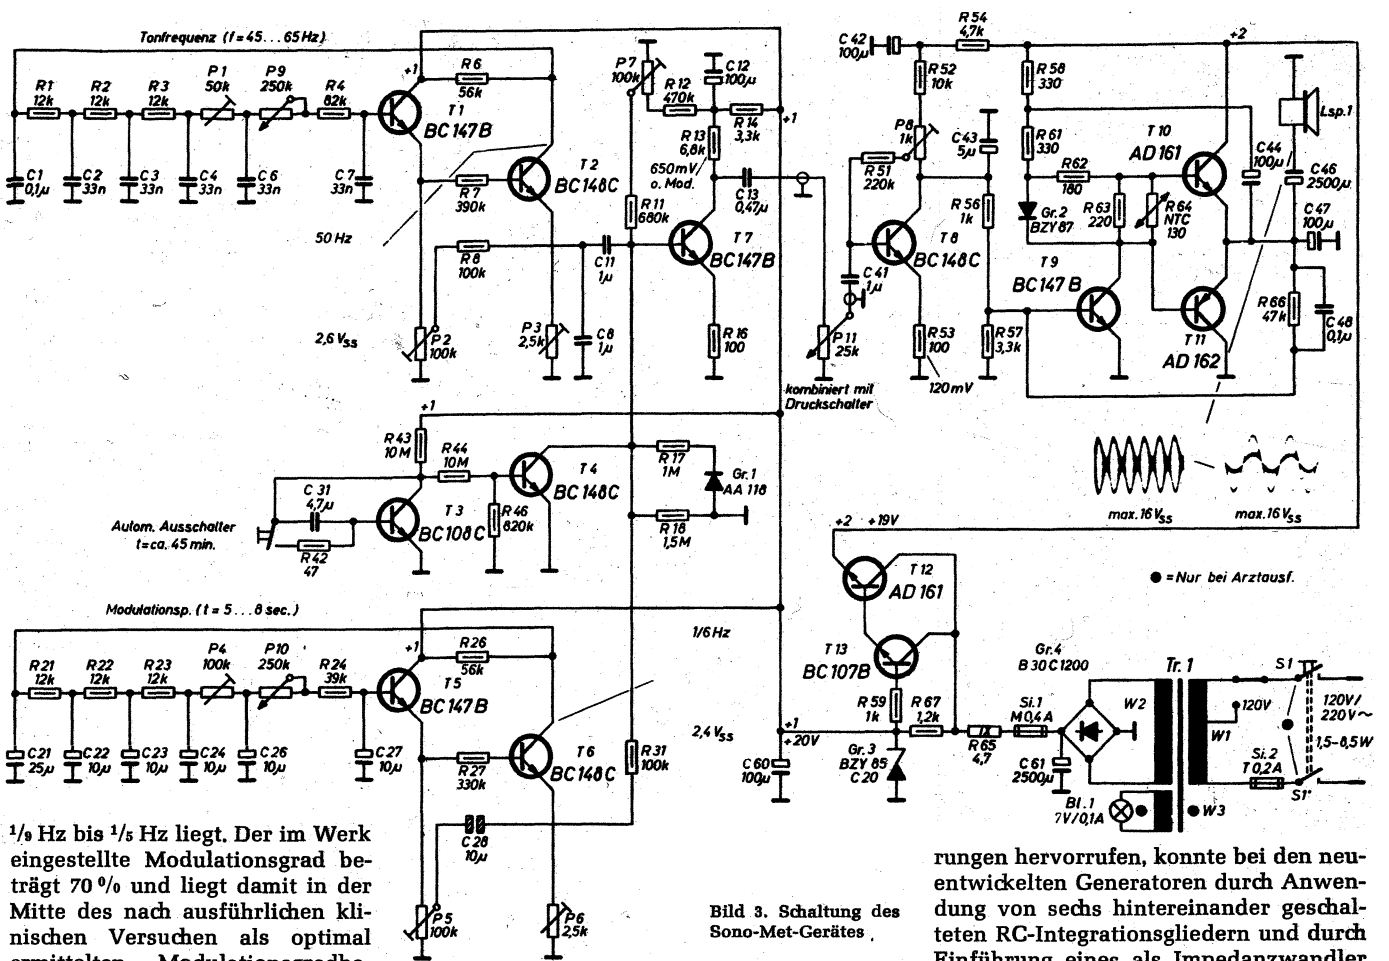 Tonfrequenz (f = 45...65 Hz)
R1 12k
R2 12k
R3 12k
P1 50k
P9 250k
R4 82k
+1
R6 56k
T1
BC147B
C1 0,1µ
C2 33n
C3 33n
C4 33n
C6 33n
C7 33n
T2
BC148C
R7 390k
50 Hz
R8 100k
C11 1µ
2,6 Vss
P2 100k
P3 2,5k
C8 1µ
P7 100k
R12 470k
C12 100µ
R13 6,8k
R14 3,3k
+1
650mV/
o. Mod.
C13 0,47µ
R11 680k
T7
BC147B
R16 100
P11 25k
kombiniert mit
Druckschalter
C42 100µ
R54 4,7k
R52 10k
P8 1k
R51 220k
C43 5µ
C41 1µ
T8
BC148C
R53 100
120mV
R56 1k
R57 3,3k
R58 330
R61 330
R62 180
Gr.2 BZY87
R63 220
R64 NTC 130
T9
BC147B
T10
AD161
T11
AD162
+2
C44 100µ
Lsp.1
C46 2500µ
C47 100µ
R66 47k
C48 0,1µ
max. 16 Vss
max. 16 Vss
+1
R43 10M
R44 10M
C31 4,7µ
R42 47
Autom. Ausschalter
t=ca. 45 min.
T3
BC108C
R46 820k
T4
BC148C
R17 1M
R18 1,5M
Gr.1
AA118
+2
+19V
T12
AD161
● = Nur bei Arztausf.
Modulationsp. (t = 5...8 sec.)
R21 12k
R22 12k
R23 12k
P4 100k
P10 250k
R24 39k
+1
R26 56k
T5
BC147B
C21 25µ
C22 10µ
C23 10µ
C24 10µ
C26 10µ
C27 10µ
R27 330k
T6
BC148C
1/6 Hz
2,4 Vss
R31 100k
C28 10µ
P5 100k
P6 2,5k
C60 100µ
+1
+20V
T13
BC107B
R59 1k
R67 1,2k
Gr.3
BZY 85
C20
R65 4,7
Si.1
M 0,4 A
C61 2500µ
Gr.4
B30C1200
Tr.1
W2
W1
W3
Bl.1
7V/0,1A
120V
Si.2
T 0,2 A
S1
S1'
120V/
220V~
1,5-8,5W
¹/₉ Hz bis ¹/₅ Hz liegt. Der im Werk
eingestellte Modulationsgrad be-
trägt 70 % und liegt damit in der
Mitte des nach ausführlichen kli-
nischen Versuchen als optimal
ermittelten Modulationsgradbe-
Bild 3. Schaltung des
Sono-Met-Gerätes
rungen hervorrufen, konnte bei den neu-
entwickelten Generatoren durch Anwen-
dung von sechs hintereinander geschal-
teten RC-Integrationsgliedern und durch
Einführung eines als Impedanzwandler